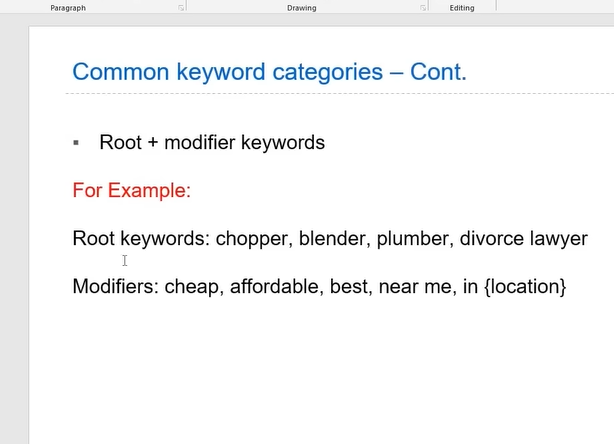 Paragraph Drawing Editing
Common keyword categories – Cont.
▪ Root + modifier keywords
For Example:
Root keywords: chopper, blender, plumber, divorce lawyer
Modifiers: cheap, affordable, best, near me, in {location}